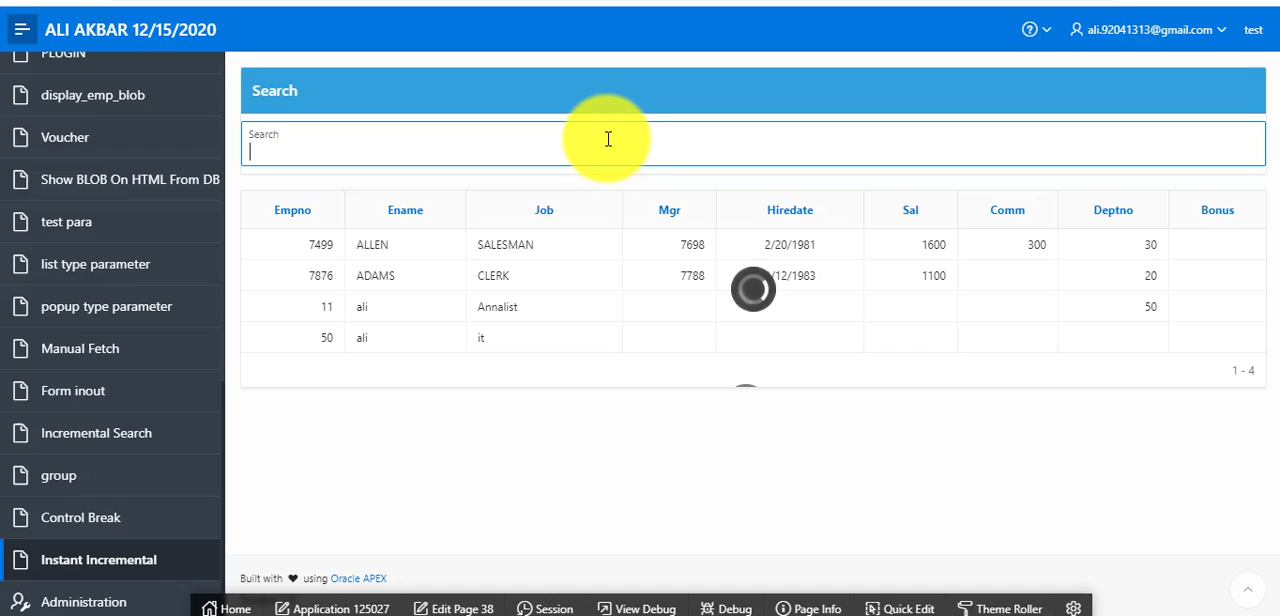 ALI AKBAR 12/15/2020
ali.92041313@gmail.com
test
PLUGIN
display_emp_blob
Voucher
Show BLOB On HTML From DB
test para
list type parameter
popup type parameter
Manual Fetch
Form inout
Incremental Search
group
Control Break
Instant Incremental
Administration
Search
Search
Empno Ename Job Mgr Hiredate Sal Comm Deptno Bonus
7499 ALLEN SALESMAN 7698 2/20/1981 1600 300 30
7876 ADAMS CLERK 7788 /12/1983 1100 20
11 ali Annalist 50
50 ali it
1 - 4
Built with ♥ using Oracle APEX
Home Application 125027 Edit Page 38 Session View Debug Debug Page Info Quick Edit Theme Roller